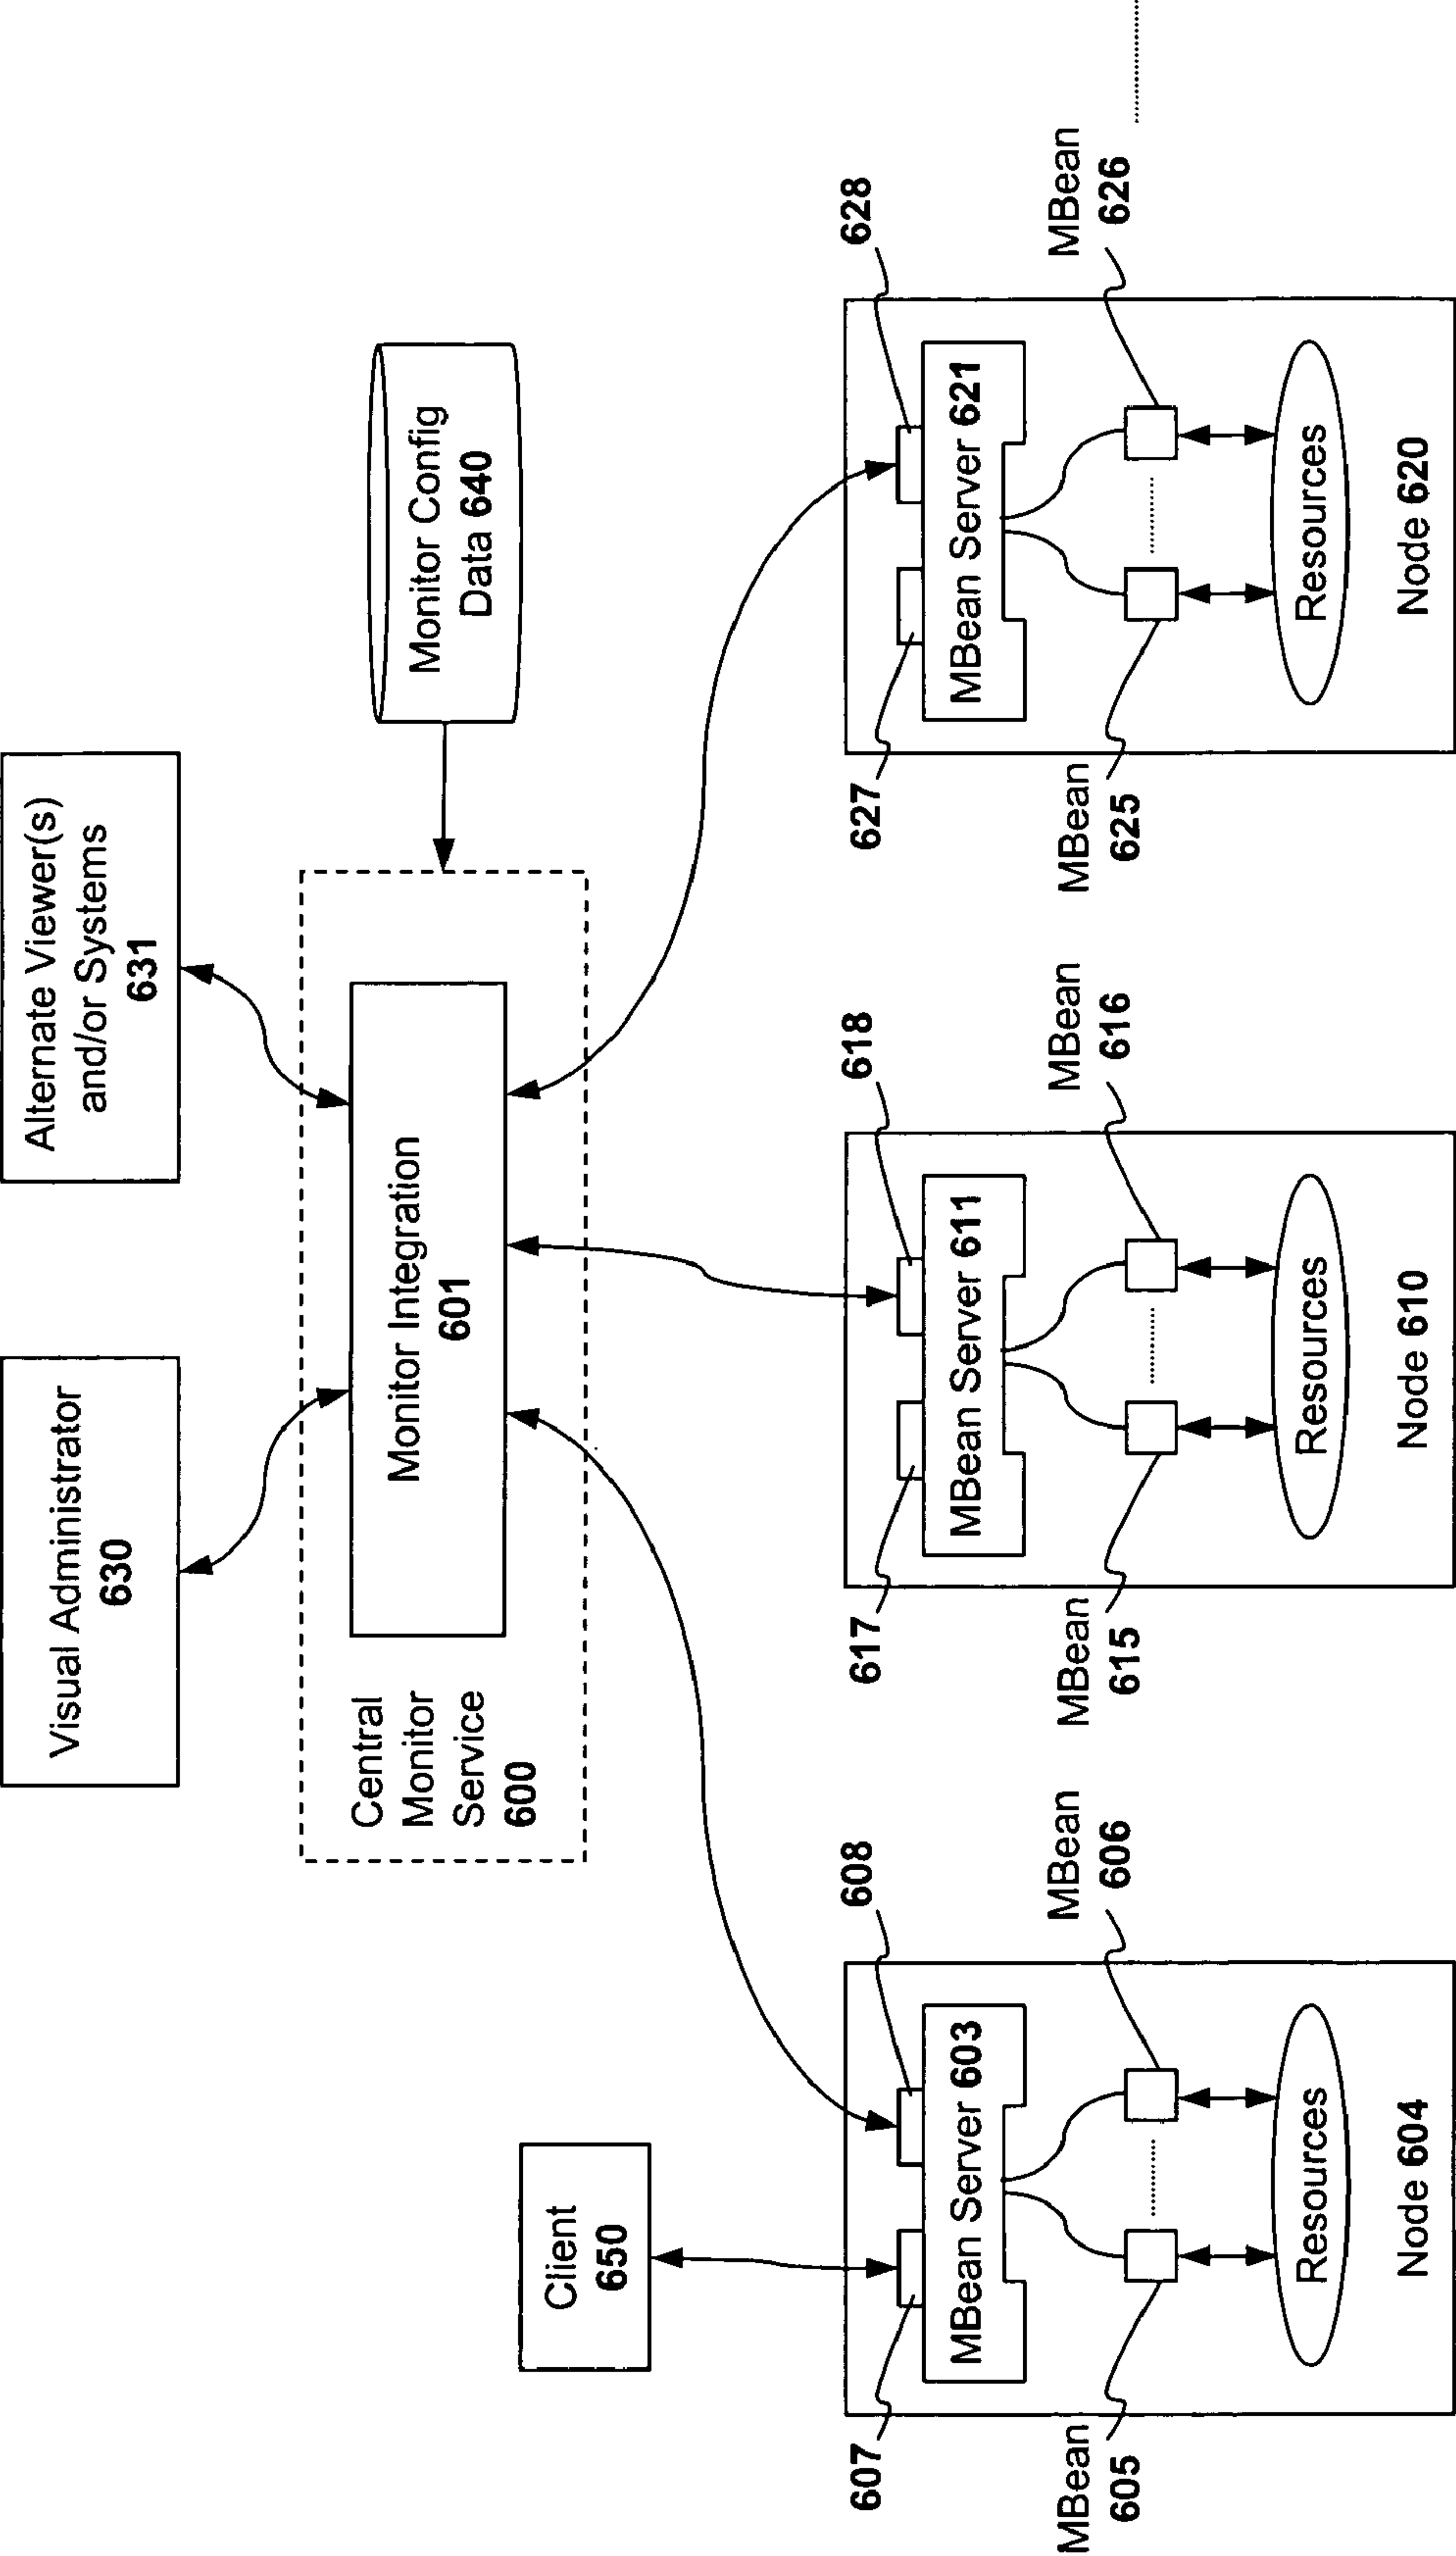 Visual Administrator
630
Alternate Viewer(s)
and/or Systems
631
Central
Monitor
Service
600
Monitor Integration
601
Monitor Config
Data 640
Client
650
607
608
MBean Server 603
MBean
605
MBean
606
Resources
Node 604
617
618
MBean Server 611
MBean
615
MBean
616
Resources
Node 610
627
628
MBean Server 621
MBean
625
MBean
626
Resources
Node 620